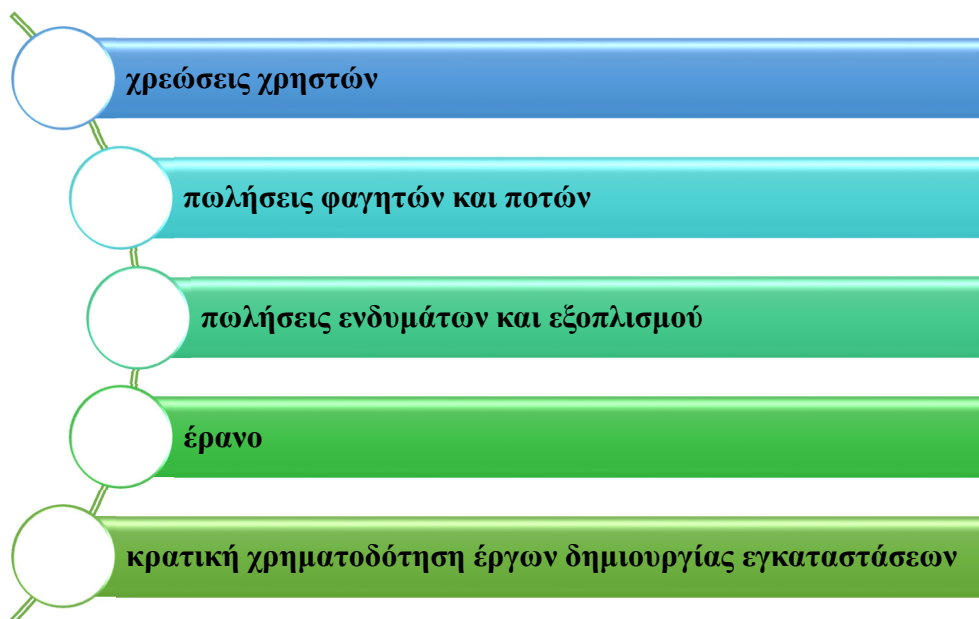 χρεώσεις χρηστών
πωλήσεις φαγητών και ποτών
πωλήσεις ενδυμάτων και εξοπλισμού
έρανο
κρατική χρηματοδότηση έργων δημιουργίας εγκαταστάσεων